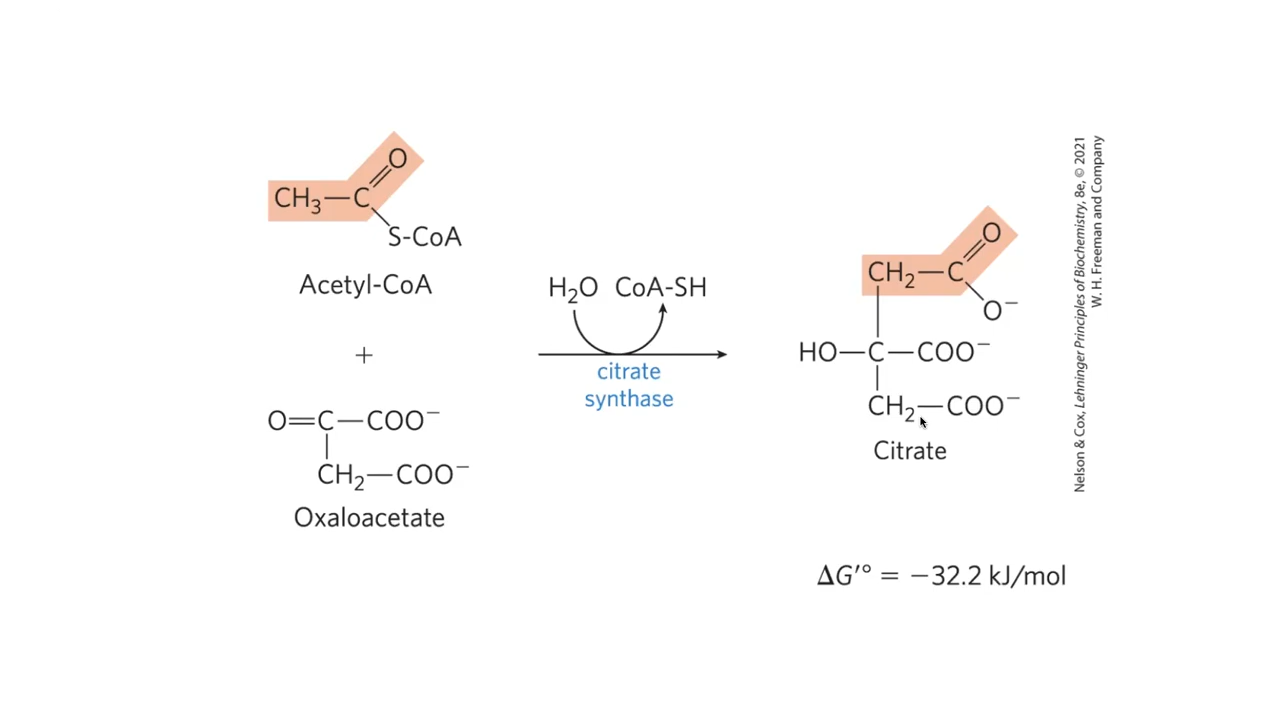 O
CH₃—C
S-CoA
Acetyl-CoA
+
O=C—COO⁻
CH₂—COO⁻
Oxaloacetate
H₂O CoA-SH
citrate
synthase
O
CH₂—C
O⁻
HO—C—COO⁻
CH₂—COO⁻
Citrate
ΔG′° = −32.2 kJ/mol
Nelson & Cox, Lehninger Principles of Biochemistry, 8e, © 2021
W. H. Freeman and Company